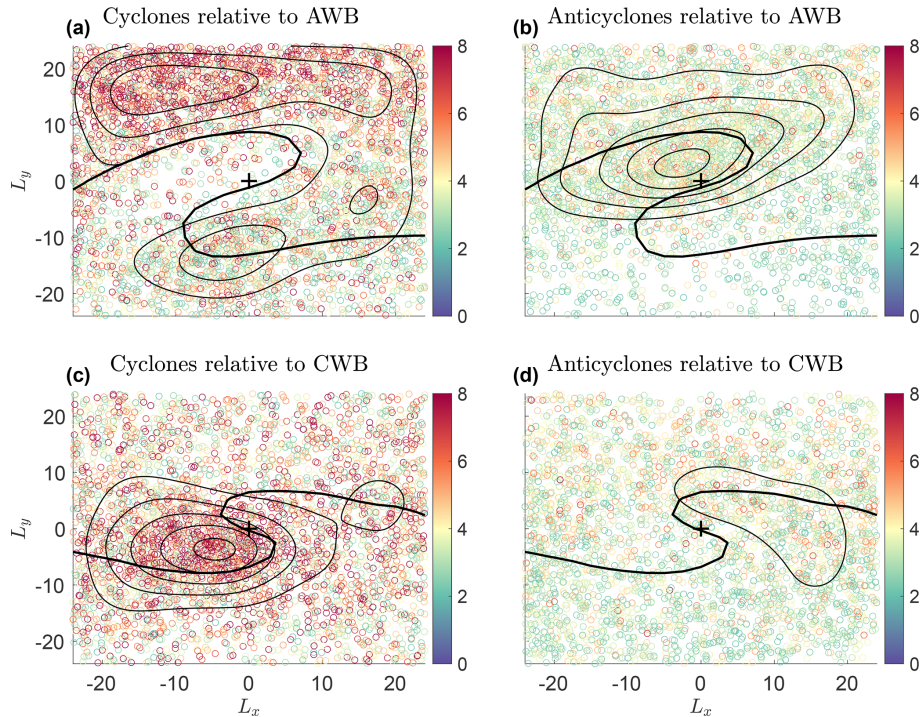 Cyclones relative to AWB
Anticyclones relative to AWB
(a)
(b)
20
10
0
-10
-20
L_y
8
6
4
2
0
8
6
4
2
0
Cyclones relative to CWB
Anticyclones relative to CWB
(c)
(d)
20
10
0
-10
-20
L_y
8
6
4
2
0
8
6
4
2
0
-20 -10 0 10 20
-20 -10 0 10 20
L_x
L_x